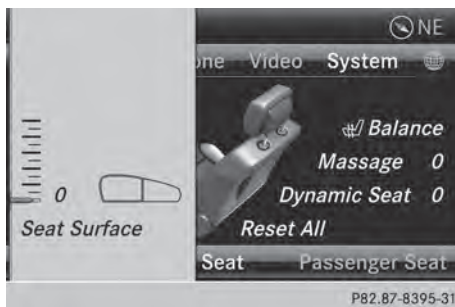 NE
one Video System
Balance
Massage 0
Dynamic Seat 0
0
Seat Surface
Reset All
Seat Passenger Seat
P82.87-8395-31